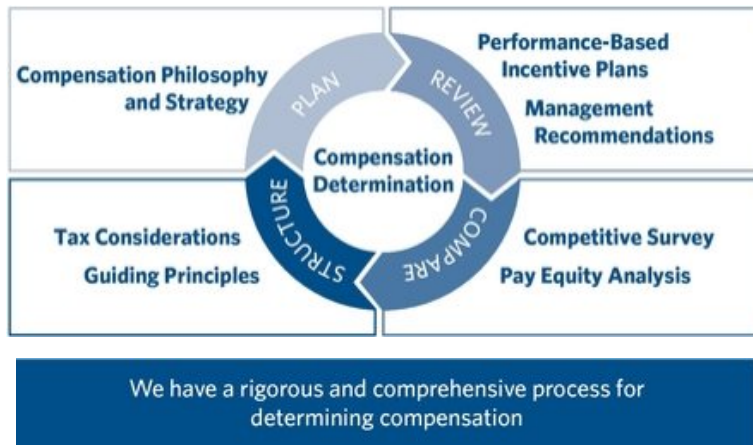 Compensation Philosophy
and Strategy
PLAN
Performance-Based
Incentive Plans
Management
Recommendations
REVIEW
Compensation
Determination
Tax Considerations
Guiding Principles
STRUCTURE
Competitive Survey
Pay Equity Analysis
COMPARE
We have a rigorous and comprehensive process for
determining compensation